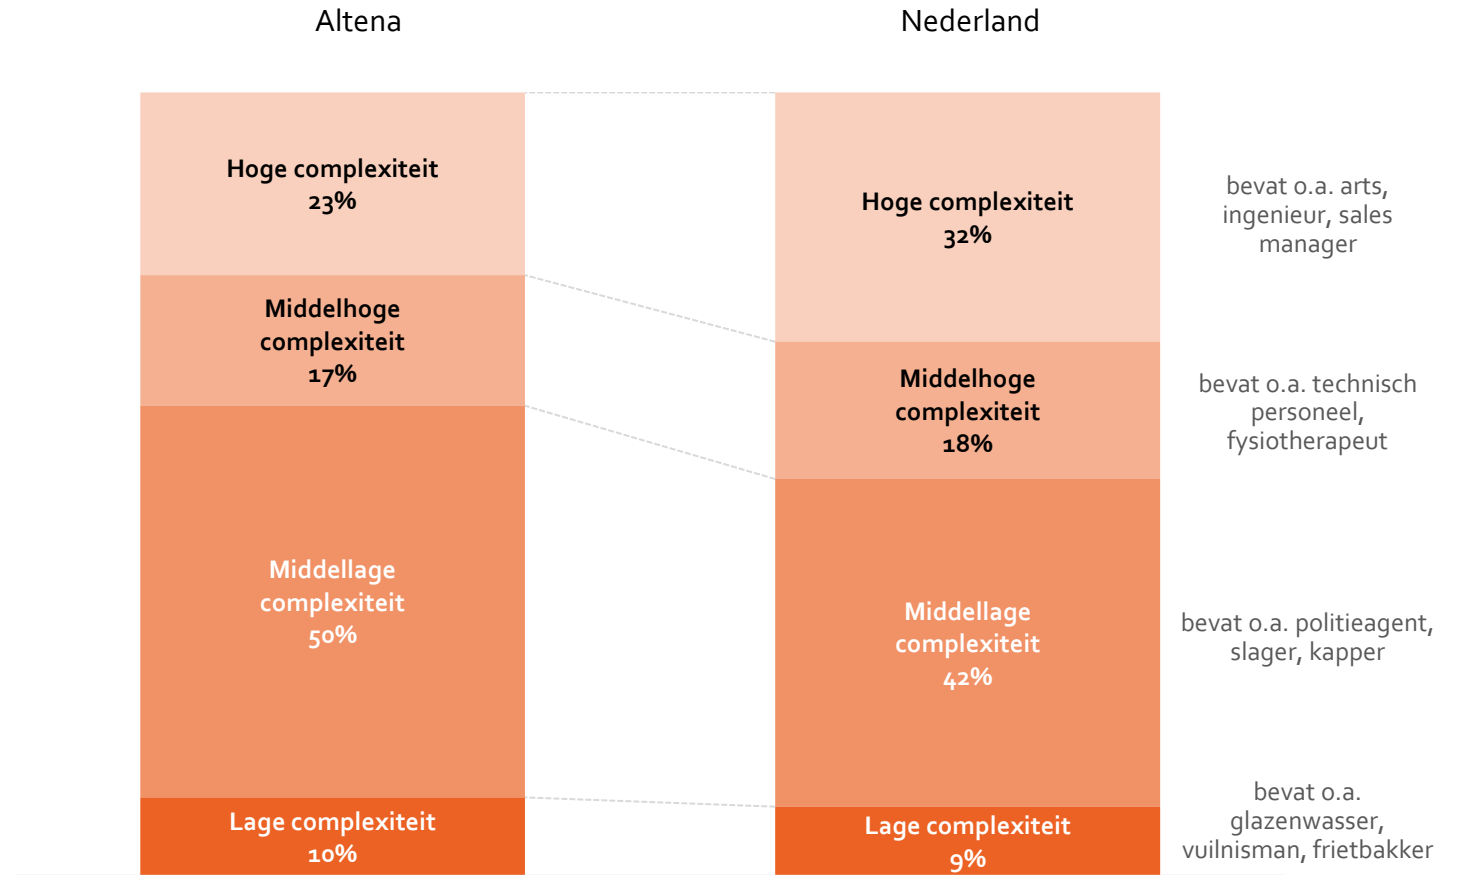 Altena
Nederland
Hoge complexiteit
23%
Middelhoge
complexiteit
17%
Middellage
complexiteit
50%
Lage complexiteit
10%
Hoge complexiteit
32%
Middelhoge
complexiteit
18%
Middellage
complexiteit
42%
Lage complexiteit
9%
bevat o.a. arts,
ingenieur, sales
manager
bevat o.a. technisch
personeel,
fysiotherapeut
bevat o.a. politieagent,
slager, kapper
bevat o.a.
glazenwasser,
vuilnisman, frietbakker